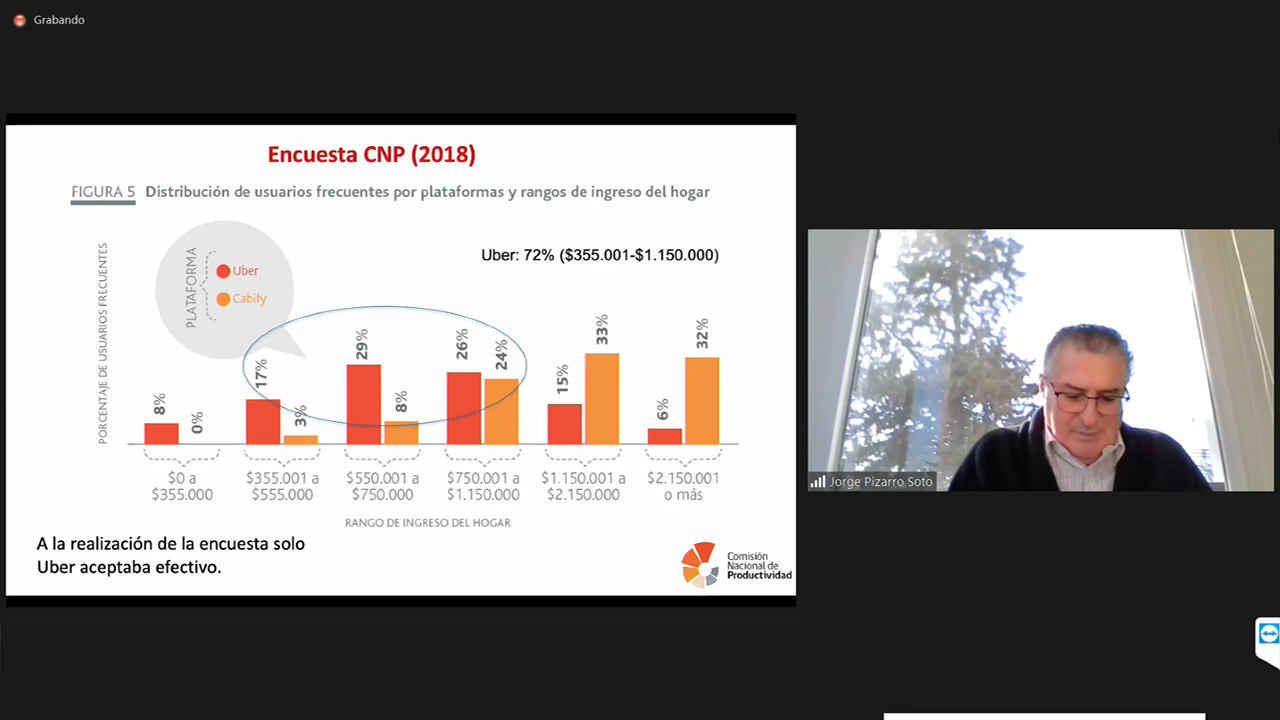 Grabando
Encuesta CNP (2018)
FIGURA 5 Distribución de usuarios frecuentes por plataformas y rangos de ingreso del hogar
Uber: 72% ($355.001-$1.150.000)
PLATAFORMA
Uber
Cabify
PORCENTAJE DE USUARIOS FRECUENTES
8%
0%
17%
3%
29%
8%
26%
24%
15%
33%
6%
32%
$0 a
$355.000
$355.001 a
$555.000
$550.001 a
$750.000
$750.001 a
$1.150.000
$1.150.001 a
$2.150.000
$2.150.001
o más
RANGO DE INGRESO DEL HOGAR
A la realización de la encuesta solo
Uber aceptaba efectivo.
Comisión
Nacional de
Productividad
Jorge Pizarro Soto